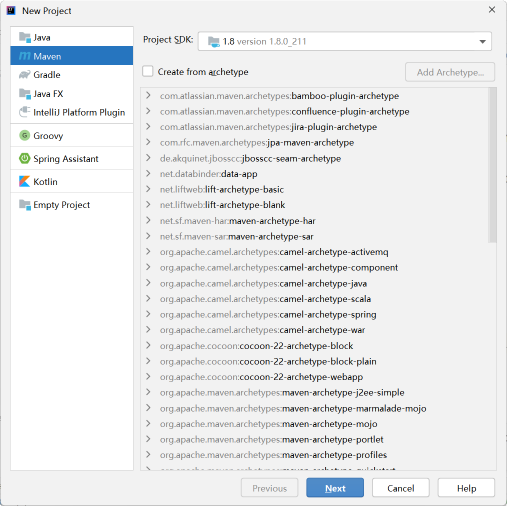 New Project
Java
Maven
Gradle
Java FX
IntelliJ Platform Plugin
Groovy
Spring Assistant
Kotlin
Empty Project
Project SDK: 1.8 version 1.8.0_211
Create from archetype
Add Archetype...
com.atlassian.maven.archetypes:bamboo-plugin-archetype
com.atlassian.maven.archetypes:confluence-plugin-archetype
com.atlassian.maven.archetypes:jira-plugin-archetype
com.rfc.maven.archetypes:jpa-maven-archetype
de.akquinet.jbosscc:jbosscc-seam-archetype
net.databinder:data-app
net.liftweb:lift-archetype-basic
net.liftweb:lift-archetype-blank
net.sf.maven-har:maven-archetype-har
net.sf.maven-sar:maven-archetype-sar
org.apache.camel.archetypes:camel-archetype-activemq
org.apache.camel.archetypes:camel-archetype-component
org.apache.camel.archetypes:camel-archetype-java
org.apache.camel.archetypes:camel-archetype-scala
org.apache.camel.archetypes:camel-archetype-spring
org.apache.camel.archetypes:camel-archetype-war
org.apache.cocoon:cocoon-22-archetype-block
org.apache.cocoon:cocoon-22-archetype-block-plain
org.apache.cocoon:cocoon-22-archetype-webapp
org.apache.maven.archetypes:maven-archetype-j2ee-simple
org.apache.maven.archetypes:maven-archetype-marmalade-mojo
org.apache.maven.archetypes:maven-archetype-mojo
org.apache.maven.archetypes:maven-archetype-portlet
org.apache.maven.archetypes:maven-archetype-profiles
org.apache.maven.archetypes:maven-archetype-quickstart
Previous
Next
Cancel
Help